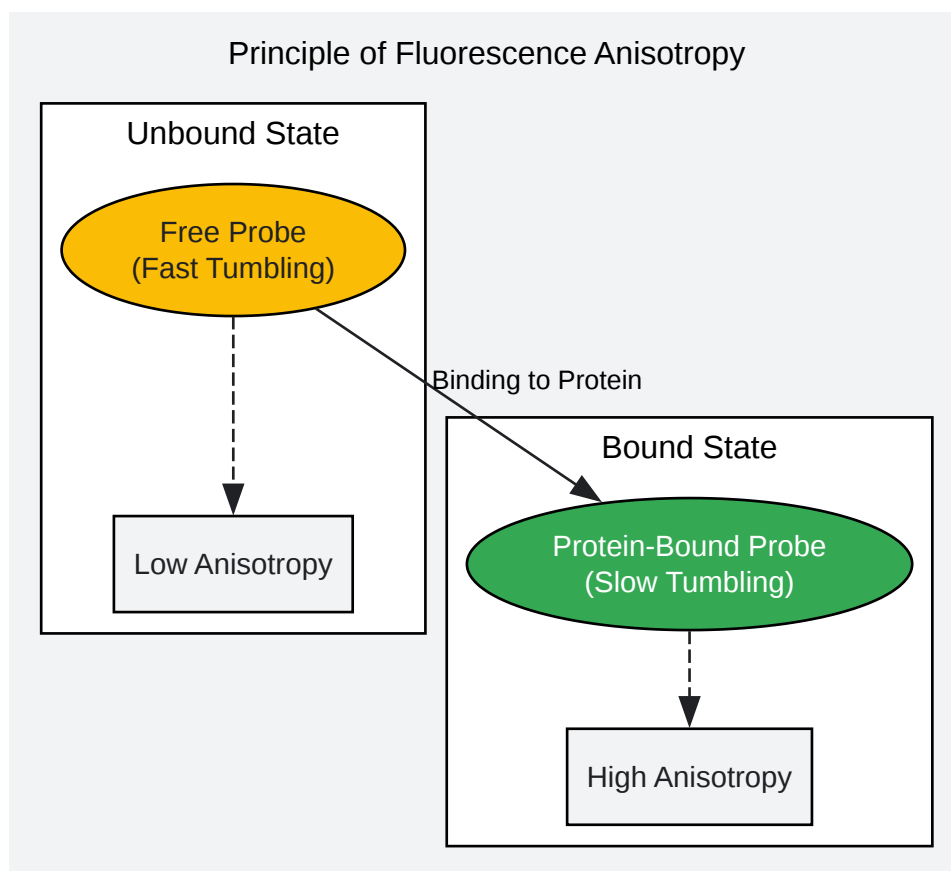 Principle of Fluorescence Anisotropy
Unbound State
Free Probe
(Fast Tumbling)
Low Anisotropy
Binding to Protein
Bound State
Protein-Bound Probe
(Slow Tumbling)
High Anisotropy